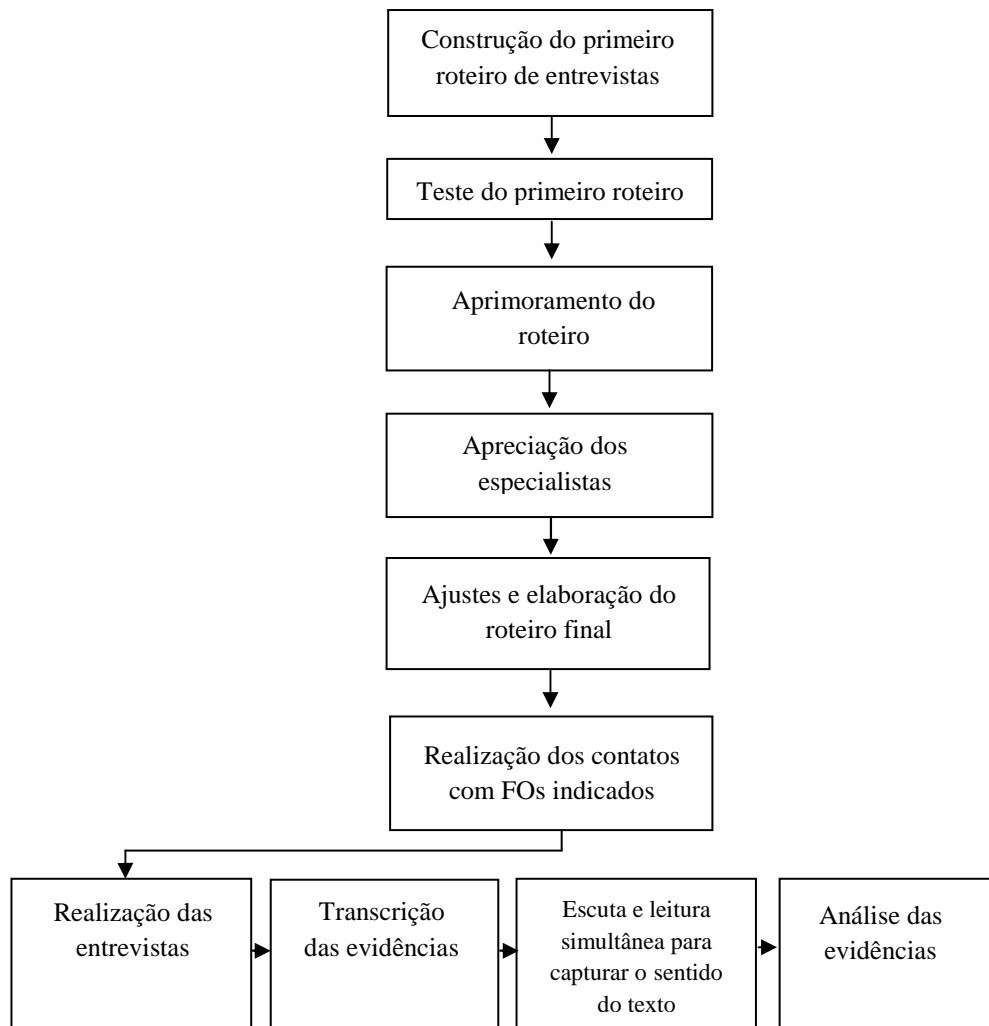 Construção do primeiro
roteiro de entrevistas
Teste do primeiro roteiro
Aprimoramento do
roteiro
Apreciação dos
especialistas
Ajustes e elaboração do
roteiro final
Realização dos contatos
com FOs indicados
Realização das
entrevistas
Transcrição
das evidências
Escuta e leitura
simultânea para
capturar o sentido
do texto
Análise das
evidências